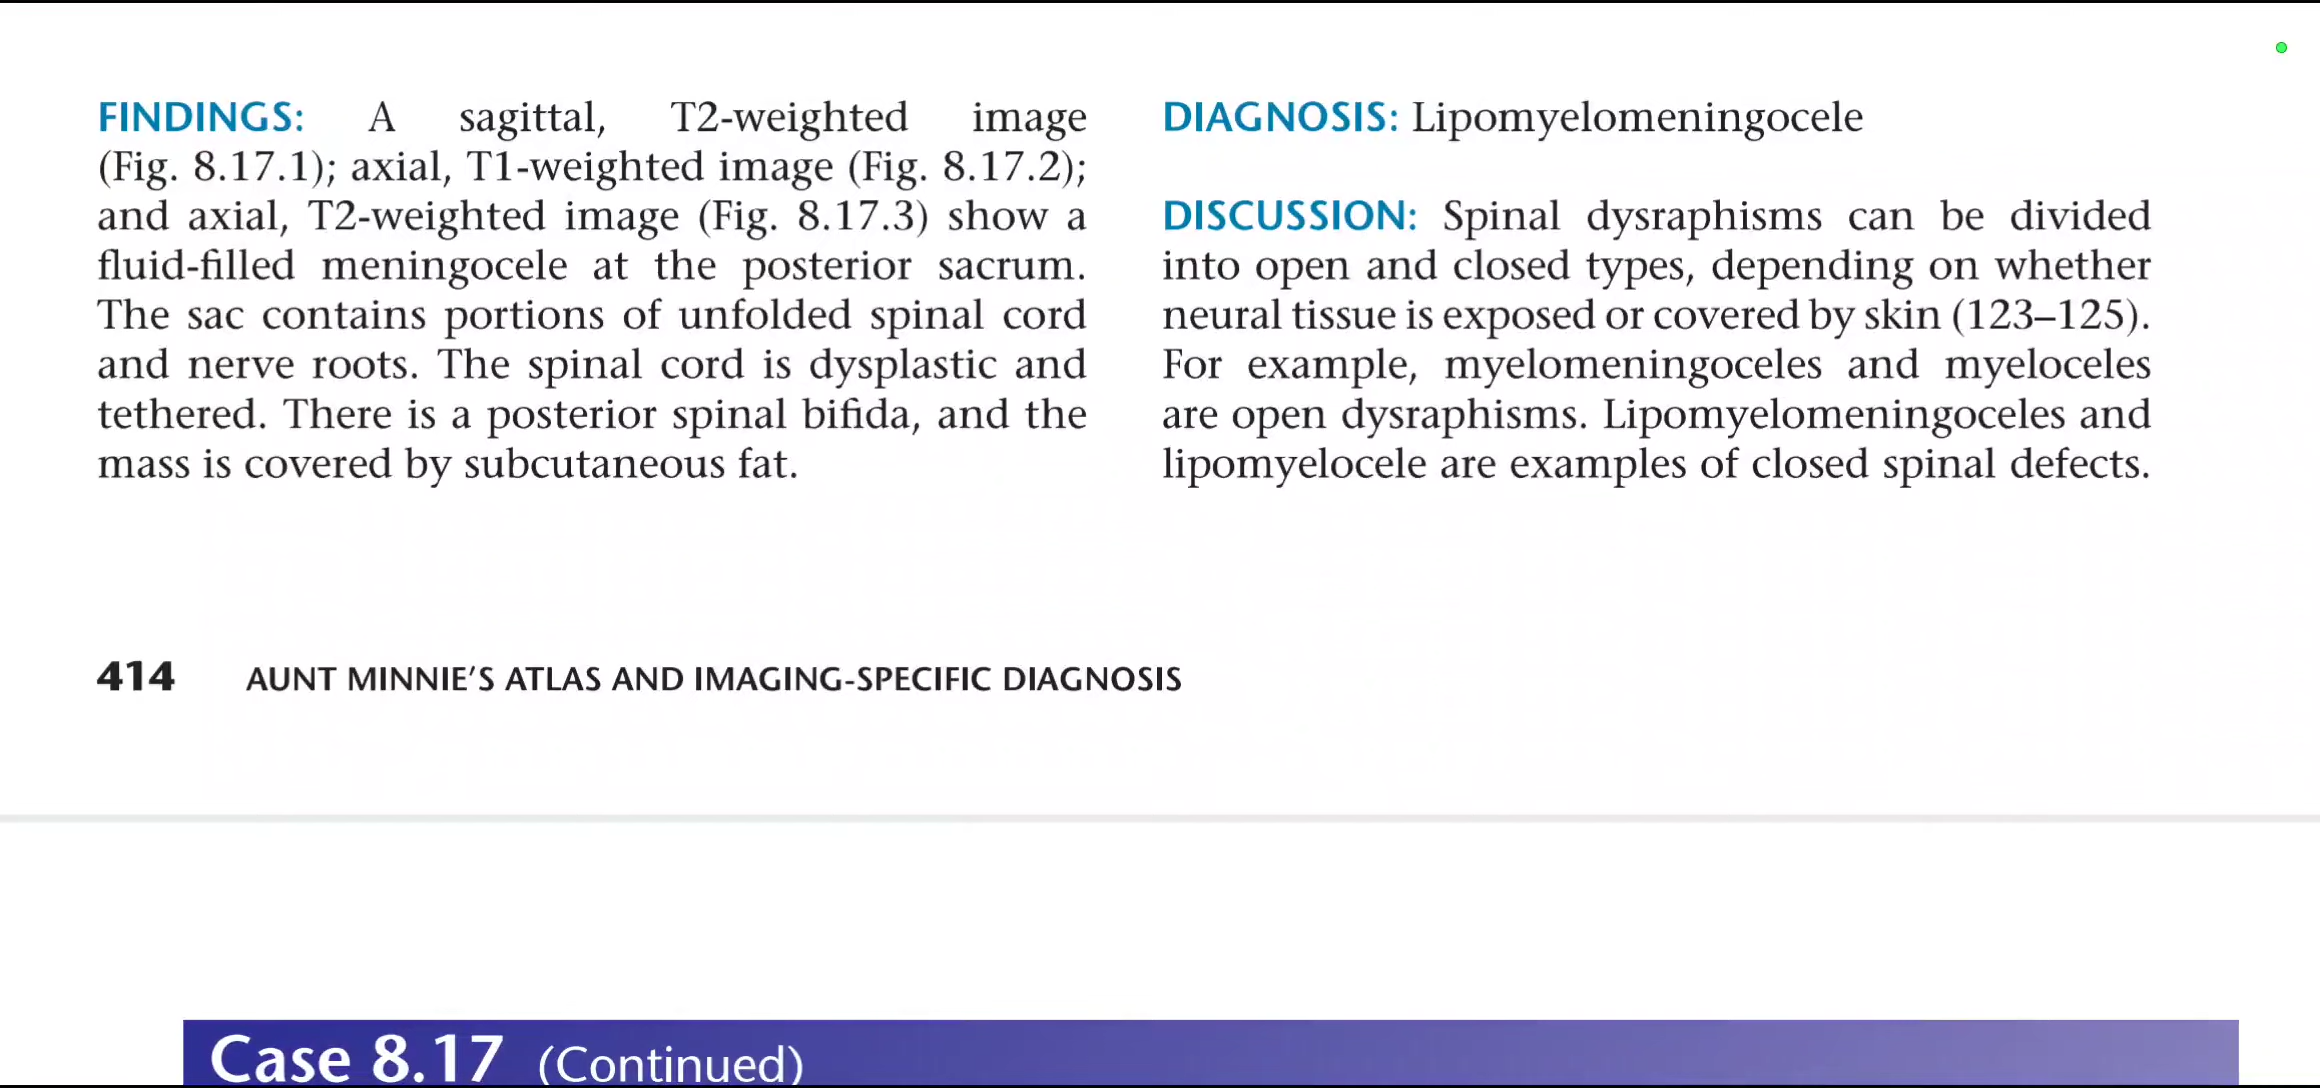 FINDINGS: A sagittal, T2-weighted image
(Fig. 8.17.1); axial, T1-weighted image (Fig. 8.17.2);
and axial, T2-weighted image (Fig. 8.17.3) show a
fluid-filled meningocele at the posterior sacrum.
The sac contains portions of unfolded spinal cord
and nerve roots. The spinal cord is dysplastic and
tethered. There is a posterior spinal bifida, and the
mass is covered by subcutaneous fat.
DIAGNOSIS: Lipomyelomeningocele
DISCUSSION: Spinal dysraphisms can be divided
into open and closed types, depending on whether
neural tissue is exposed or covered by skin (123–125).
For example, myelomeningoceles and myeloceles
are open dysraphisms. Lipomyelomeningoceles and
lipomyelocele are examples of closed spinal defects.
414 AUNT MINNIE'S ATLAS AND IMAGING-SPECIFIC DIAGNOSIS
Case 8.17 (Continued)